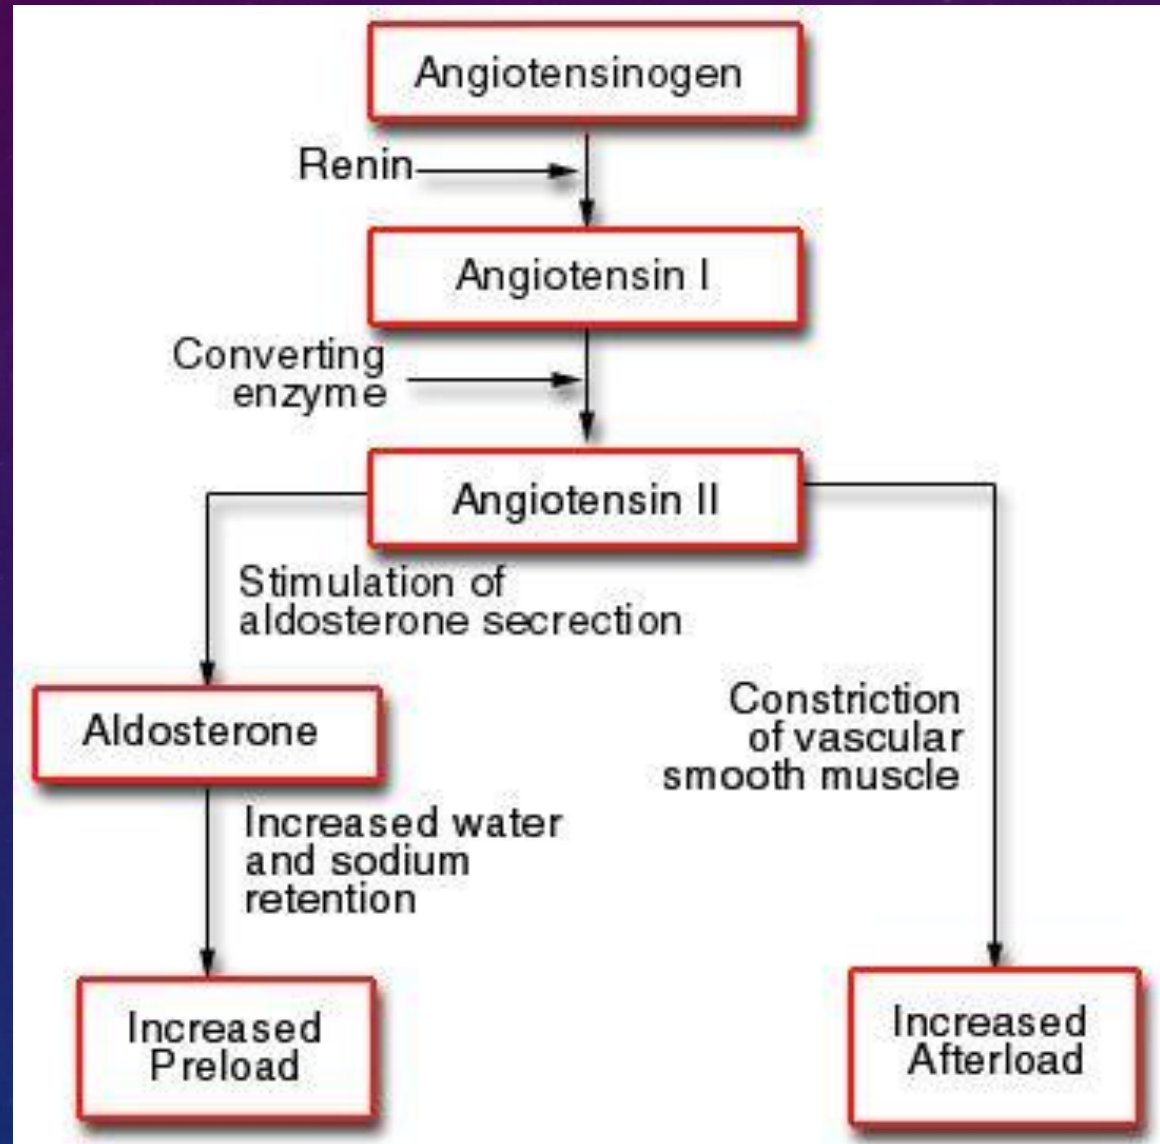 Angiotensinogen
Renin
Angiotensin I
Converting
enzyme
Angiotensin II
Stimulation of
aldosterone secrection
Aldosterone
Constriction
of vascular
smooth muscle
Increased water
and sodium
retention
Increased
Preload
Increased
Afterload